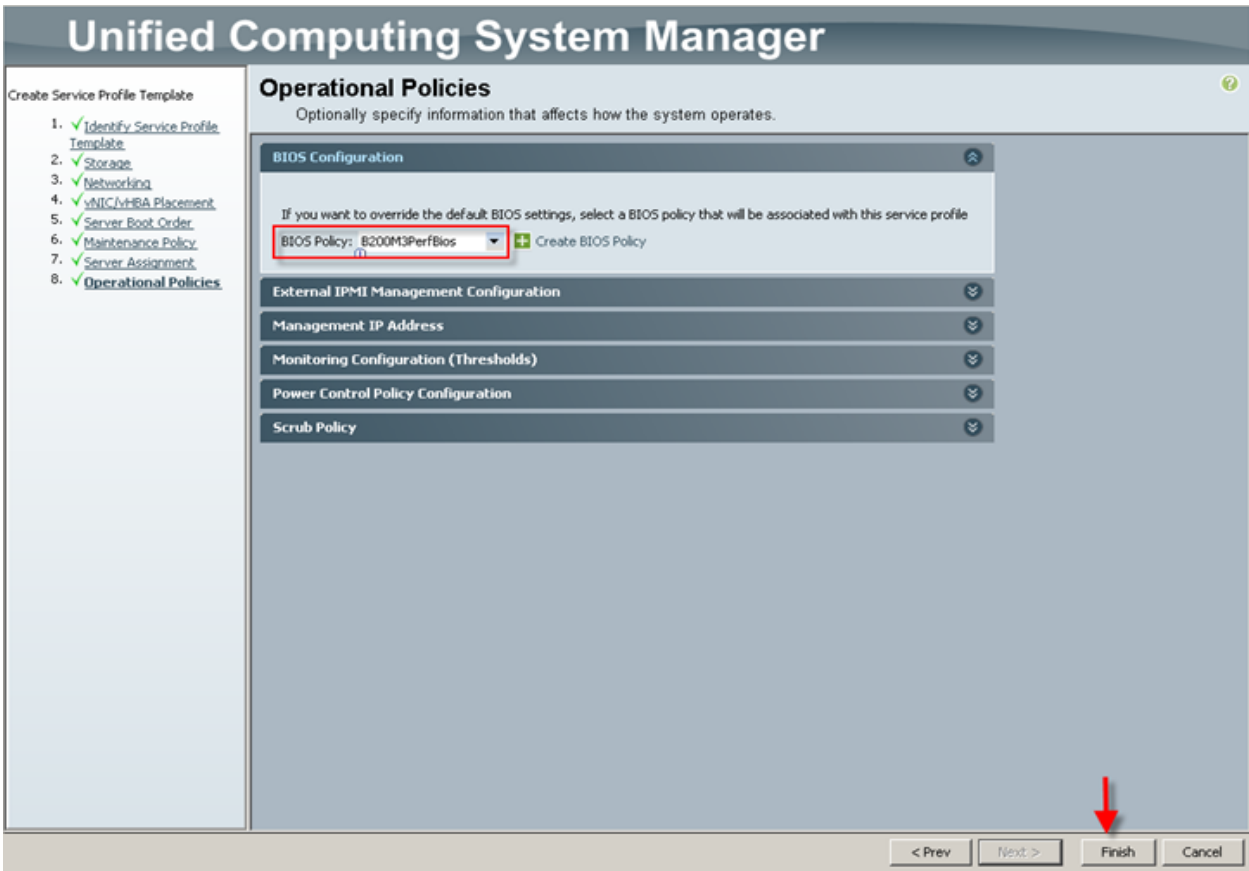 Unified Computing System Manager
Create Service Profile Template
1. Identify Service Profile
Template
2. Storage
3. Networking
4. vNIC/vHBA Placement
5. Server Boot Order
6. Maintenance Policy
7. Server Assignment
8. Operational Policies
Operational Policies
Optionally specify information that affects how the system operates.
BIOS Configuration
If you want to override the default BIOS settings, select a BIOS policy that will be associated with this service profile
BIOS Policy: B200M3PerfBios Create BIOS Policy
External IPMI Management Configuration
Management IP Address
Monitoring Configuration (Thresholds)
Power Control Policy Configuration
Scrub Policy
< Prev Next > Finish Cancel